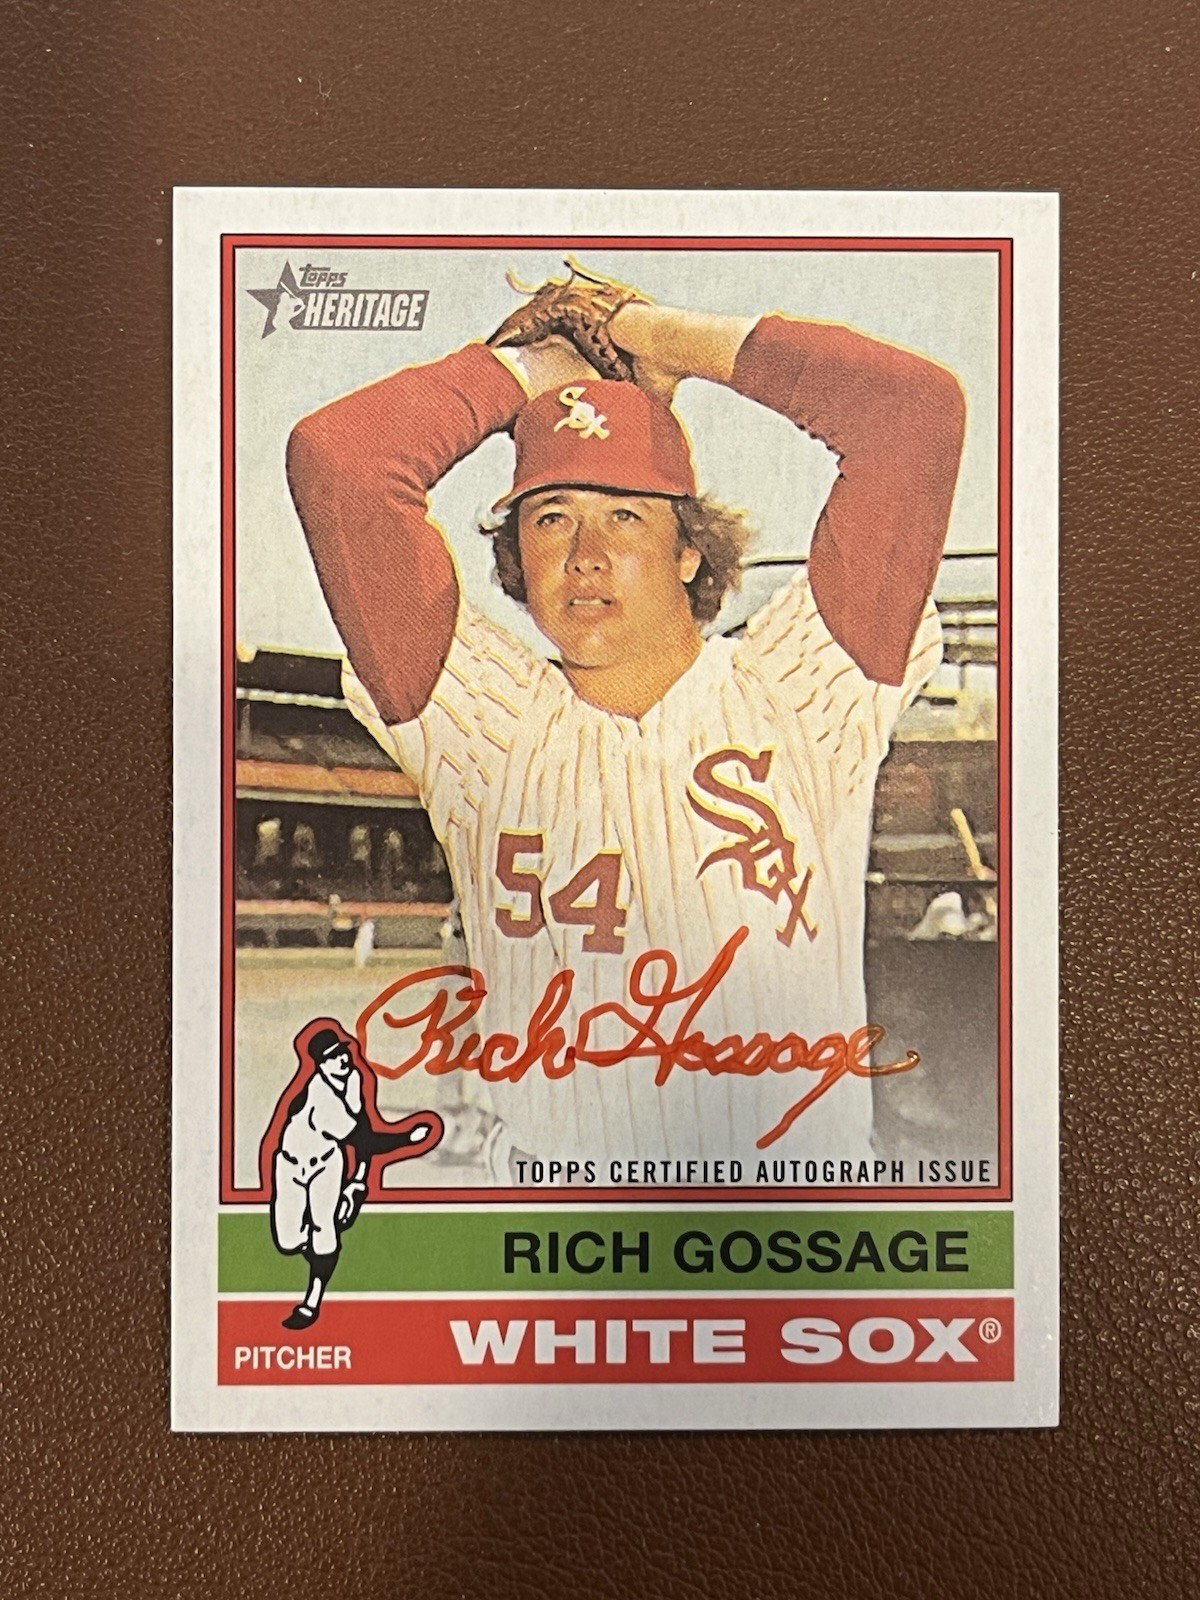 topps
HERITAGE
Sox
54
Sox
Rich Gossage
TOPPS CERTIFIED AUTOGRAPH ISSUE
RICH GOSSAGE
PITCHER
WHITE SOX®